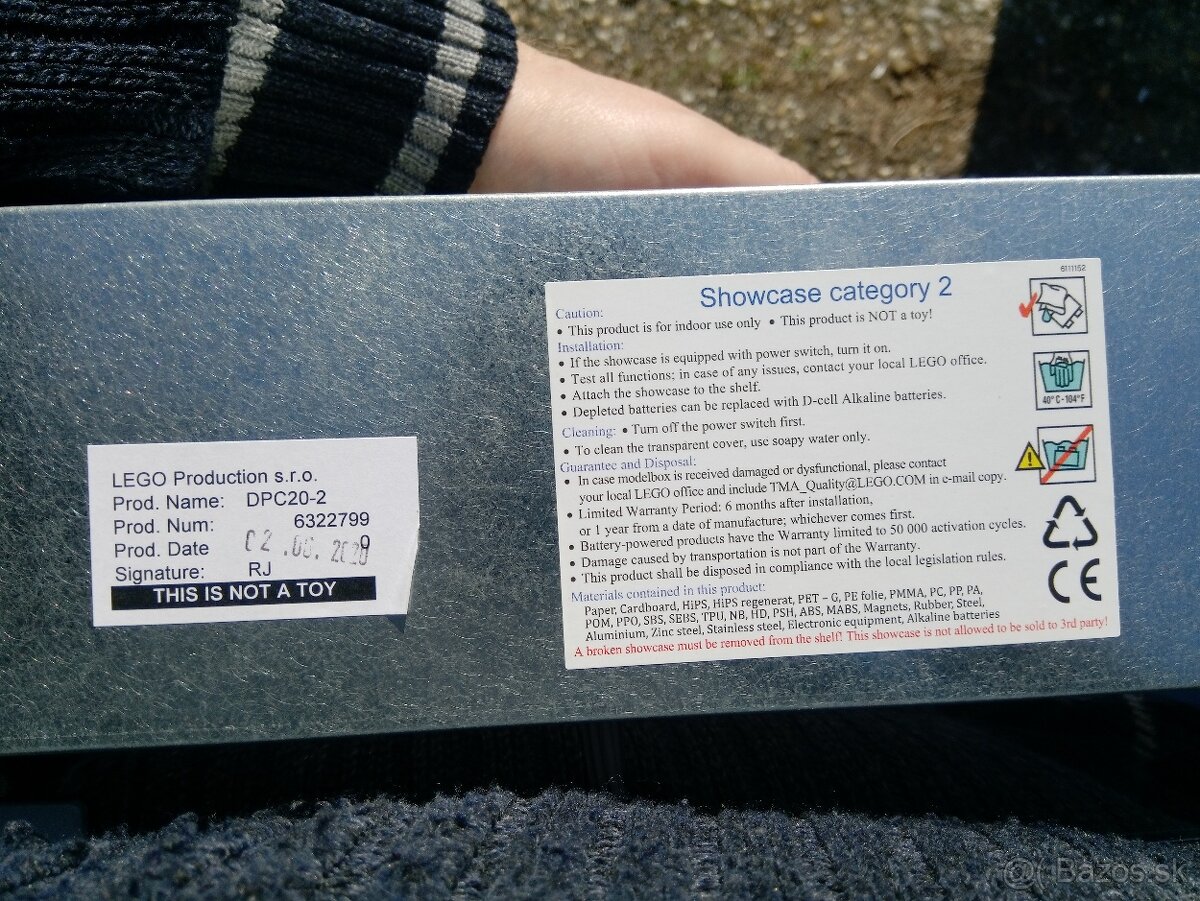 LEGO Production s.r.o.
Prod. Name: DPC20-2
Prod. Num: 6322799
Prod. Date 02.06.2020
Signature: RJ
THIS IS NOT A TOY
6111152
Showcase category 2
Caution:
• This product is for indoor use only • This product is NOT a toy!
Installation:
• If the showcase is equipped with power switch, turn it on.
• Test all functions; in case of any issues, contact your local LEGO office.
• Attach the showcase to the shelf.
• Depleted batteries can be replaced with D-cell Alkaline batteries.
Cleaning: • Turn off the power switch first.
• To clean the transparent cover, use soapy water only.
Guarantee and Disposal:
• In case modelbox is received damaged or dysfunctional, please contact
your local LEGO office and include TMA_Quality@LEGO.COM in e-mail copy.
• Limited Warranty Period: 6 months after installation,
or 1 year from a date of manufacture; whichever comes first.
• Battery-powered products have the Warranty limited to 50 000 activation cycles.
• Damage caused by transportation is not part of the Warranty.
• This product shall be disposed in compliance with the local legislation rules.
Materials contained in this product:
Paper, Cardboard, HiPS, HiPS regenerat, PET – G, PE folie, PMMA, PC, PP, PA,
POM, PPO, SBS, SEBS, TPU, NB, HD, PSH, ABS, MABS, Magnets, Rubber, Steel,
Aluminium, Zinc steel, Stainless steel, Electronic equipment, Alkaline batteries
A broken showcase must be removed from the shelf! This showcase is not allowed to be sold to 3rd party!
40°C-104°F
CE
Bazos.sk